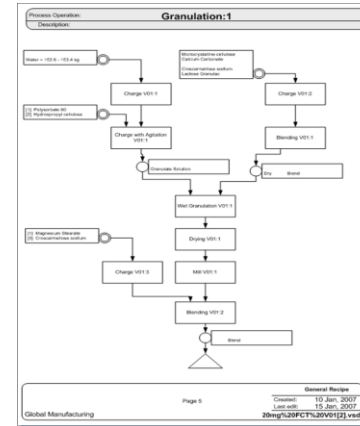 Process Operation:
Granulation:1
Description:
Water = 152.6 - 153.4 kg
Microcrystalline cellulose
Calcium Carbonate
Croscarmellose sodium
Lactose Granulac
Charge V01:1
Charge V01:2
[1] Polysorbate 80
[2] Hydroxypropyl cellulose
Charge with Agitation
V01:1
Blending V01:1
Granulate Solution
Dry Blend
Wet Granulation V01:1
Drying V01:1
[1] Magnesium Stearate
[2] Croscarmellose sodium
Charge V01:3
Mill V01:1
Blending V01:2
Blend
General Recipe
Page 5
Created: 10 Jan, 2007
Last edit: 15 Jan, 2007
Global Manufacturing
20mg%20FCT%20V01[2].vsd